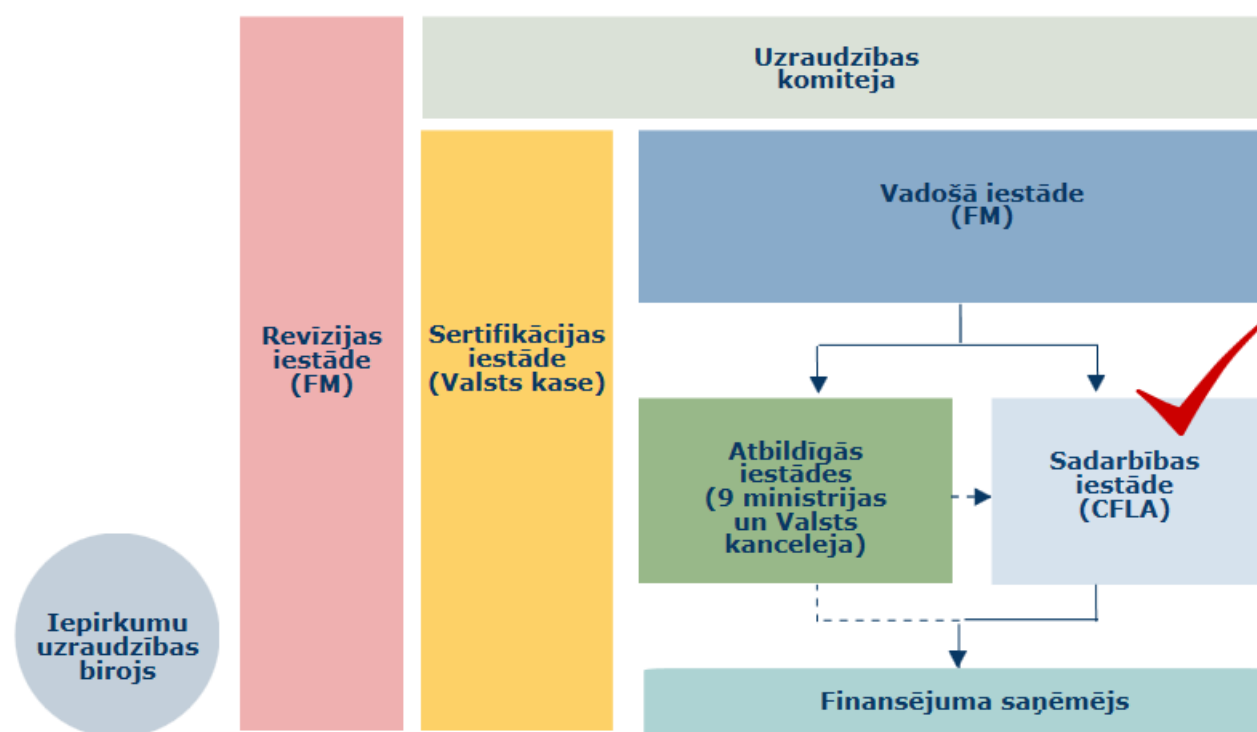 Uzraudzības
komiteja
Vadošā iestāde
(FM)
Revīzijas
iestāde
(FM)
Sertifikācijas
iestāde
(Valsts kase)
Atbildīgās
iestādes
(9 ministrijas
un Valsts
kanceleja)
Sadarbības
iestāde
(CFLA)
Iepirkumu
uzraudzības
birojs
Finansējuma saņēmējs